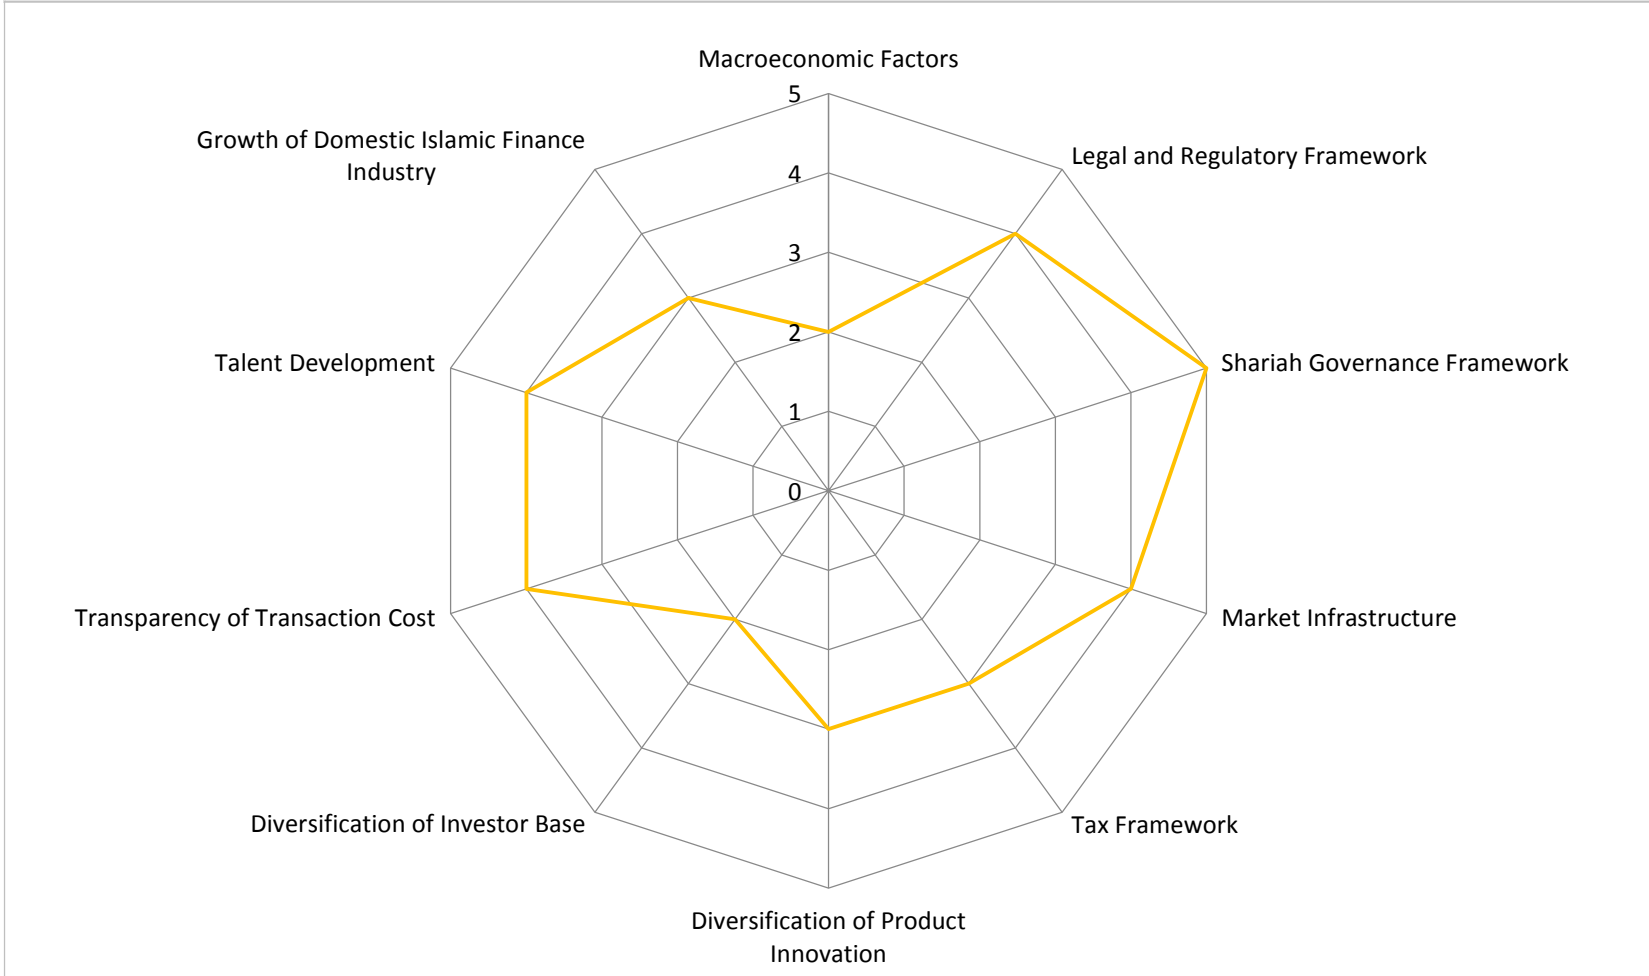 Macroeconomic Factors
5
Growth of Domestic Islamic Finance
Industry
Legal and Regulatory Framework
4
3
2
Talent Development
Shariah Governance Framework
1
0
Transparency of Transaction Cost
Market Infrastructure
Diversification of Investor Base
Tax Framework
Diversification of Product
Innovation